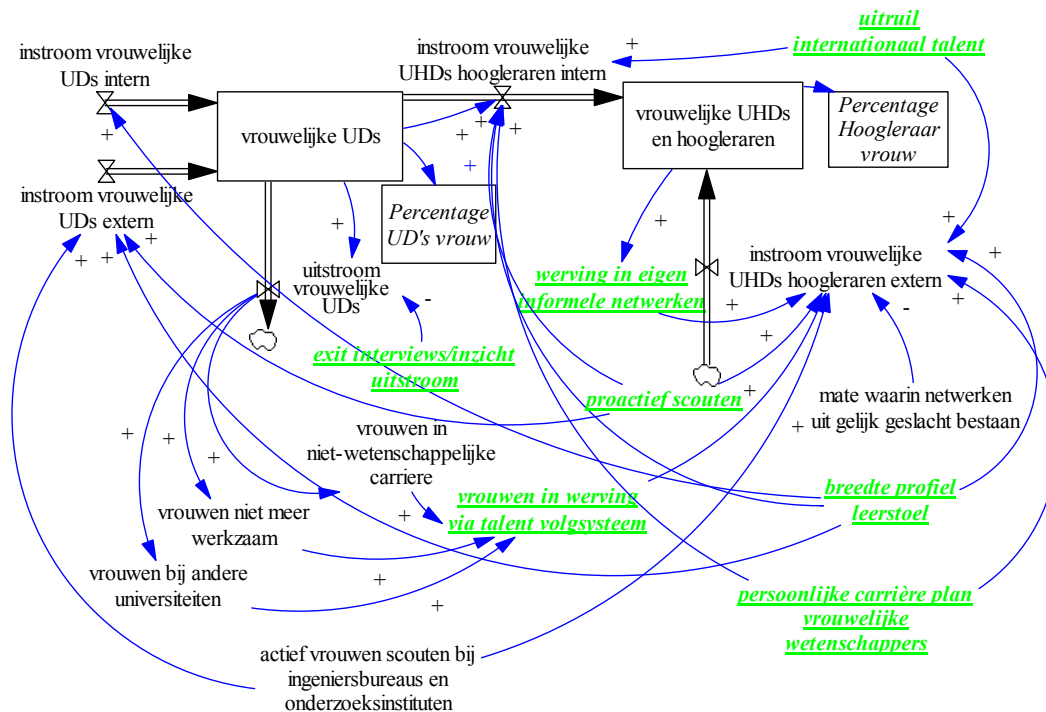 uitruil
internationaal talent
instroom vrouwelijke
UDs intern
instroom vrouwelijke
UHDs hoogleraren intern
+
vrouwelijke UDs
vrouwelijke UHDs
en hoogleraren
Percentage
Hoogleraar
vrouw
+
+
+
+
+
instroom vrouwelijke
UDs extern
Percentage
UD's vrouw
+
+
+
+
+
+
uitstroom
vrouwelijke
UDs
-
werving in eigen
informele netwerken
instroom vrouwelijke
UHDs hoogleraren extern
+
+
+
+
-
exit interviews/inzicht
uitstroom
proactief scouten
+
mate waarin netwerken
uit gelijk geslacht bestaan
+
+
+
+
vrouwen in
niet-wetenschappelijke
carriere
vrouwen in werving
via talent volgsysteem
breedte profiel
leerstoel
+
+
vrouwen niet meer
werkzaam
vrouwen bij andere
universiteiten
+
+
persoonlijke carrière plan
vrouwelijke
wetenschappers
actief vrouwen scouten bij
ingeniersbureaus en
onderzoeksinstituten